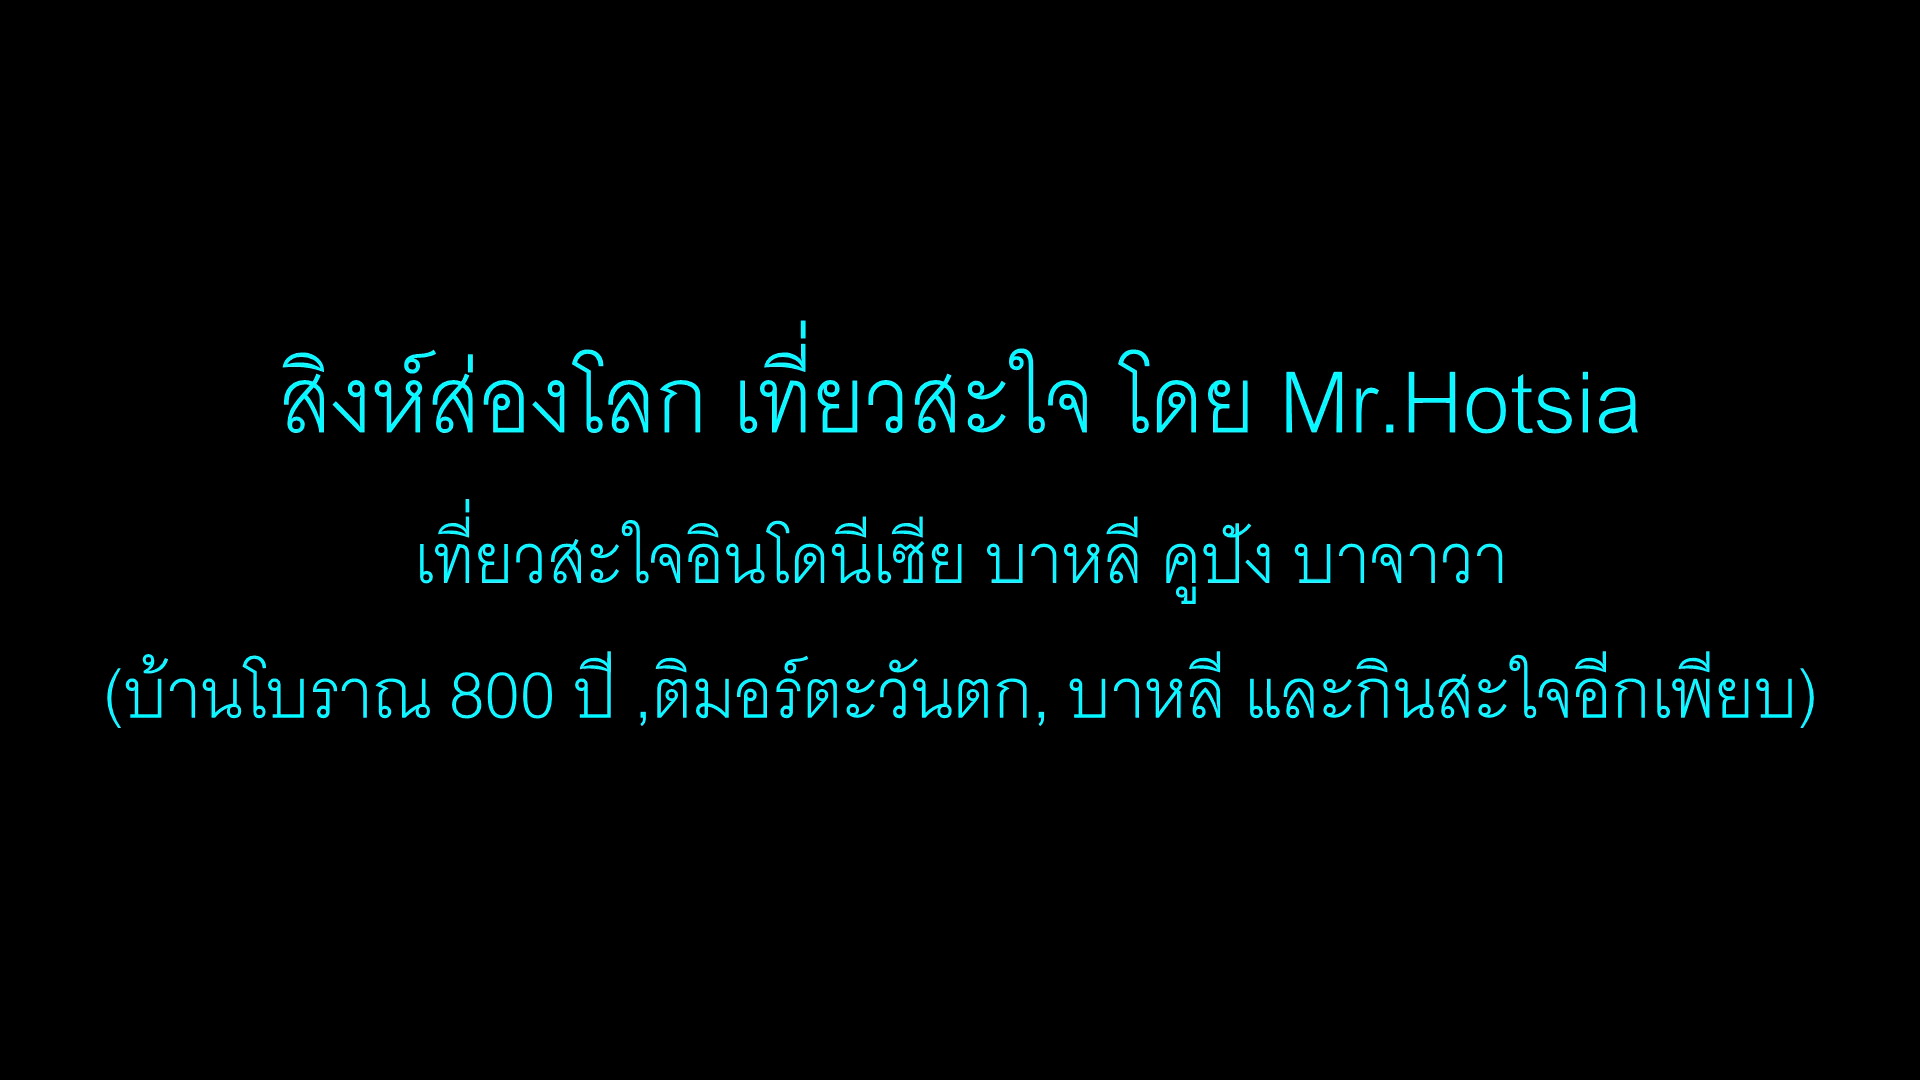 สิงห์ส่องโลก เที่ยวสะใจ โดย Mr.Hotsia
เที่ยวสะใจอินโดนีเซีย บาหลี คูปัง บาจาวา
(บ้านโบราณ 800 ปี ,ติมอร์ตะวันตก, บาหลี และกินสะใจอีกเพียบ)